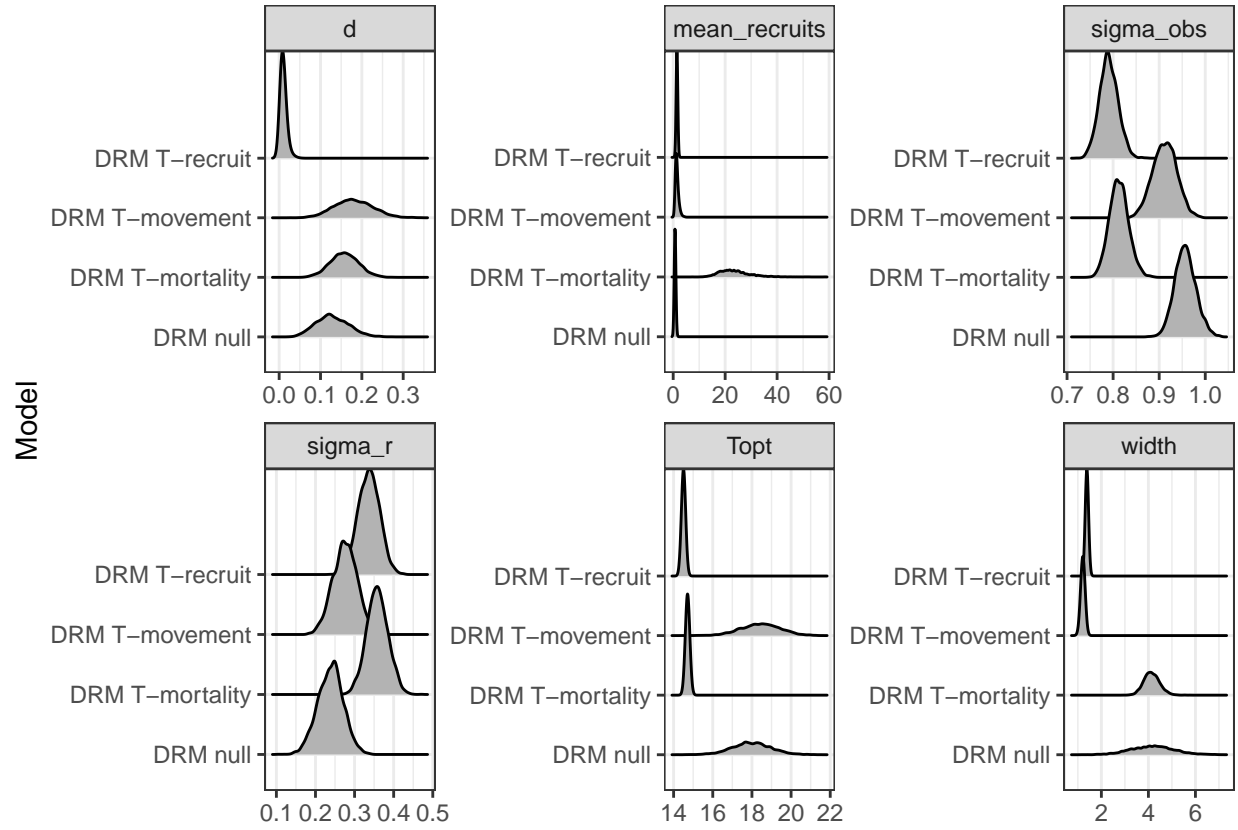 d
mean_recruits
sigma_obs
DRM T−recruit
DRM T−movement
DRM T−mortality
DRM null
0.0 0.1 0.2 0.3
DRM T−recruit
DRM T−movement
DRM T−mortality
DRM null
0 20 40 60
DRM T−recruit
DRM T−movement
DRM T−mortality
DRM null
0.7 0.8 0.9 1.0
Model
sigma_r
Topt
width
DRM T−recruit
DRM T−movement
DRM T−mortality
DRM null
0.1 0.2 0.3 0.4 0.5
DRM T−recruit
DRM T−movement
DRM T−mortality
DRM null
14 16 18 20 22
DRM T−recruit
DRM T−movement
DRM T−mortality
DRM null
2 4 6